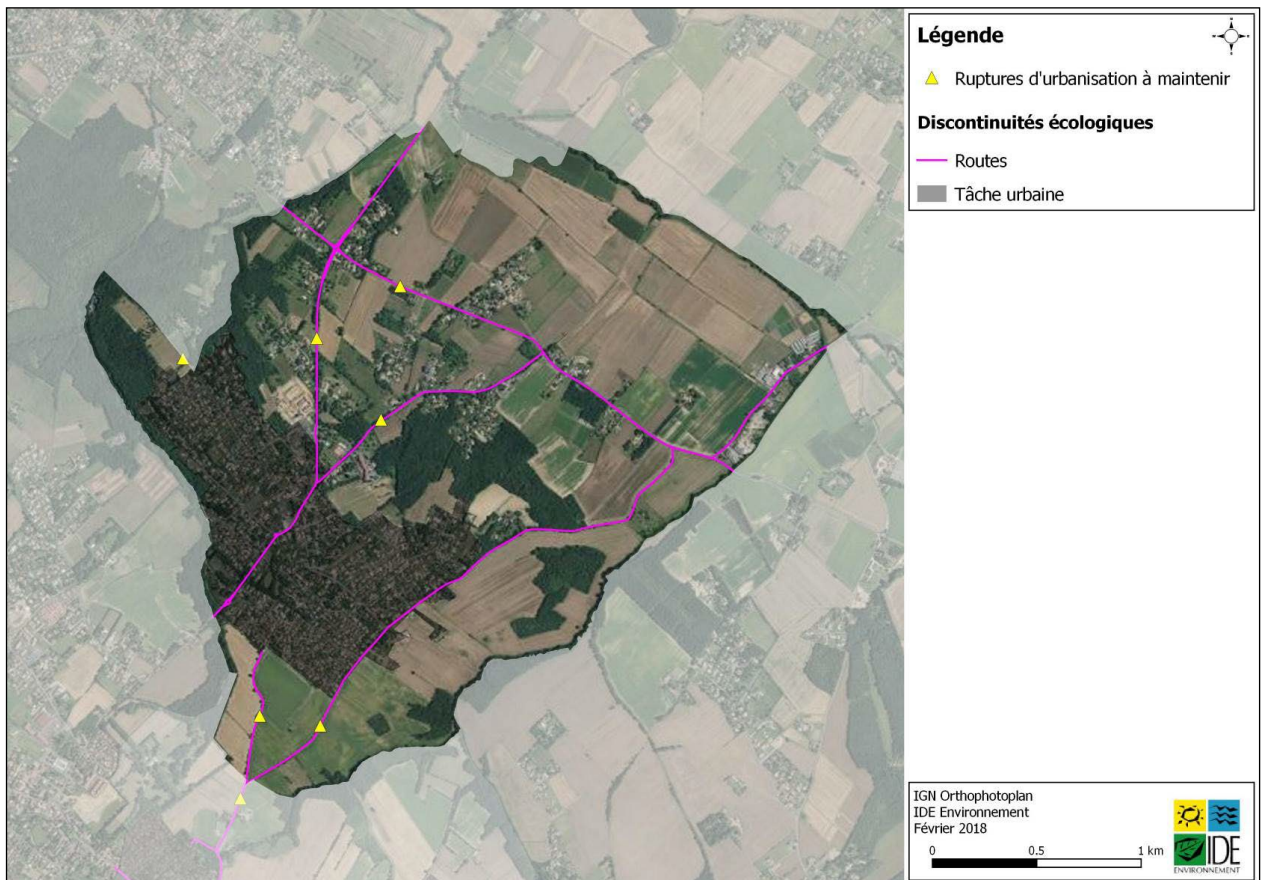 Légende
Ruptures d'urbanisation à maintenir
Discontinuités écologiques
Routes
Tâche urbaine
IGN Orthophotoplan
IDE Environnement
Février 2018
0 0.5 1 km
IDE
ENVIRONNEMENT